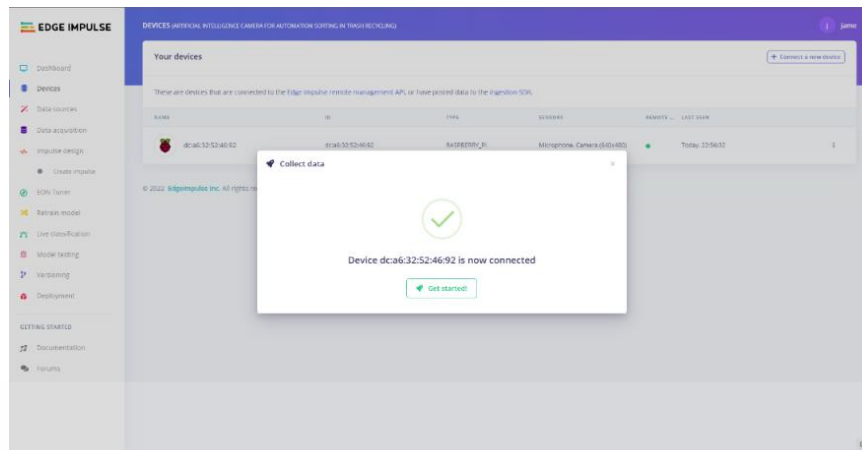 EDGE IMPULSE
DEVICES (ARTIFICIAL INTELLIGENCE CAMERA FOR AUTOMATION SORTING IN TRASH RECYCLING)
j Jame
Your devices
+ Connect a new device
These are devices that are connected to the Edge Impulse remote management API, or have posted data to the ingestion SDK.
NAME ID TYPE SENSORS REMOTE ... LAST SEEN
dc:a6:32:52:46:92 dc:a6:32:52:46:92 RASPBERRY_PI Microphone, Camera (640x480) Today, 22:56:32
Dashboard
Devices
Data sources
Data acquisition
Impulse design
Create impulse
EON Tuner
Retrain model
Live classification
Model testing
Versioning
Deployment
GETTING STARTED
Documentation
Forums
© 2022 EdgeImpulse Inc. All rights re
Collect data
×
Device dc:a6:32:52:46:92 is now connected
Get started!